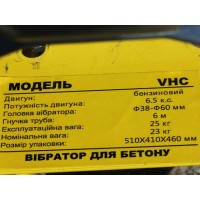 МОДЕЛЬ VHC
Двигун: бензиновий
Потужність двигуна: 6.5 к.с.
Головка вібратора: Ф38-Ф60 мм
Гнучка труба: 6 м
Експлуатаційна вага: 25 кг
Номінальна вага: 23 кг
Розмір упаковки: 510X410X460 мм
ВІБРАТОР ДЛЯ БЕТОНУ